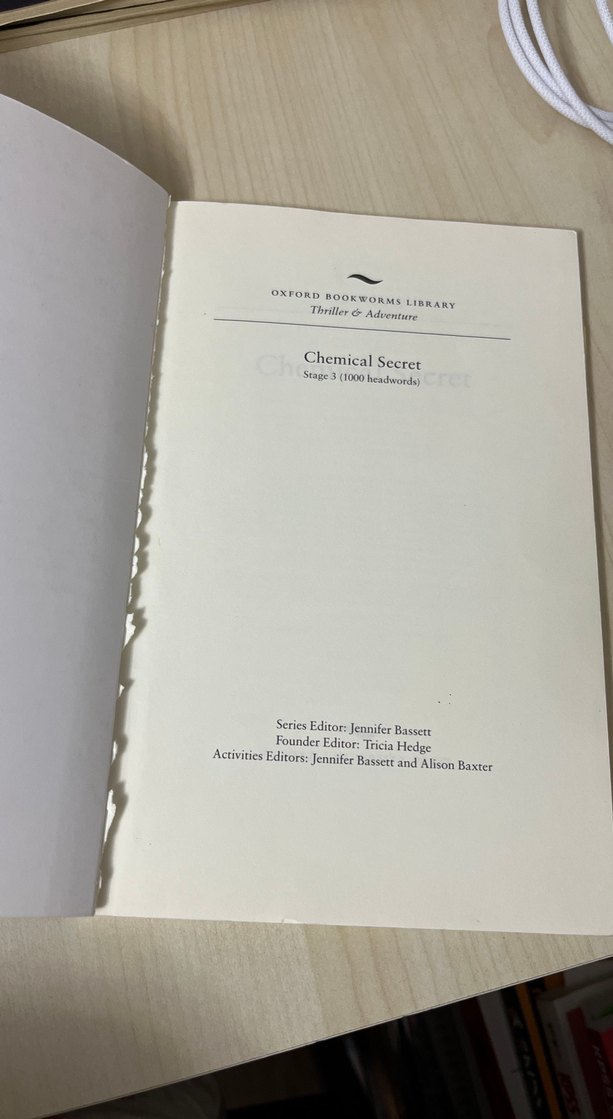 OXFORD BOOKWORMS LIBRARY
Thriller & Adventure
Chemical Secret
Stage 3 (1000 headwords)
Series Editor: Jennifer Bassett
Founder Editor: Tricia Hedge
Activities Editors: Jennifer Bassett and Alison Baxter